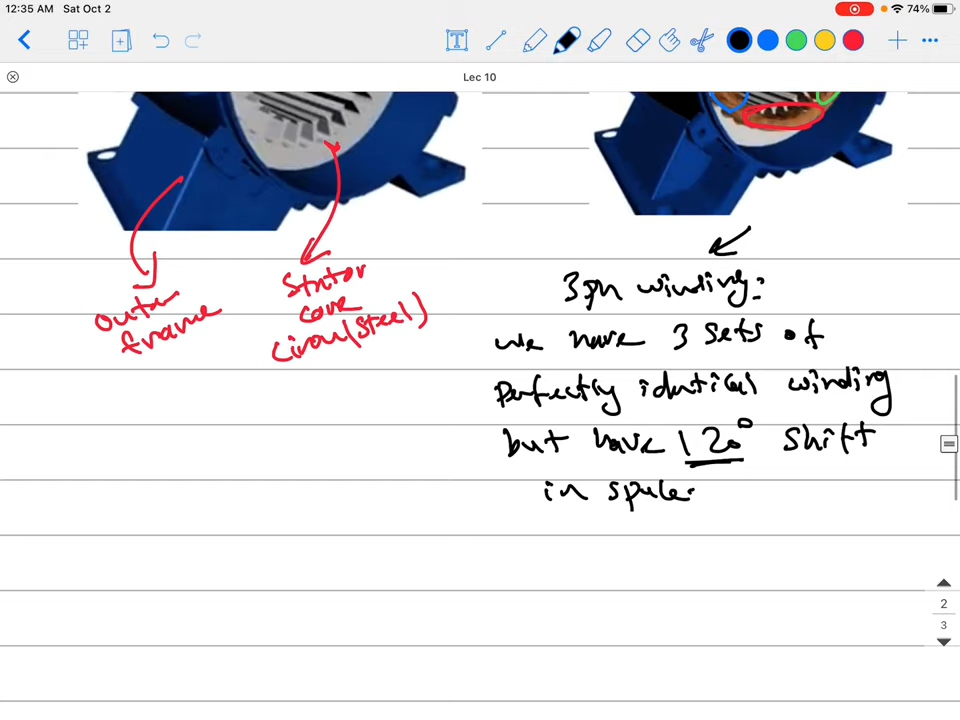 12:35 AM Sat Oct 2
74%
Lec 10
outer
frame
Stator
core
(steel)
3ph winding:
we have 3 sets of
perfectly identical winding
but have 120° shift
in space.
2
3